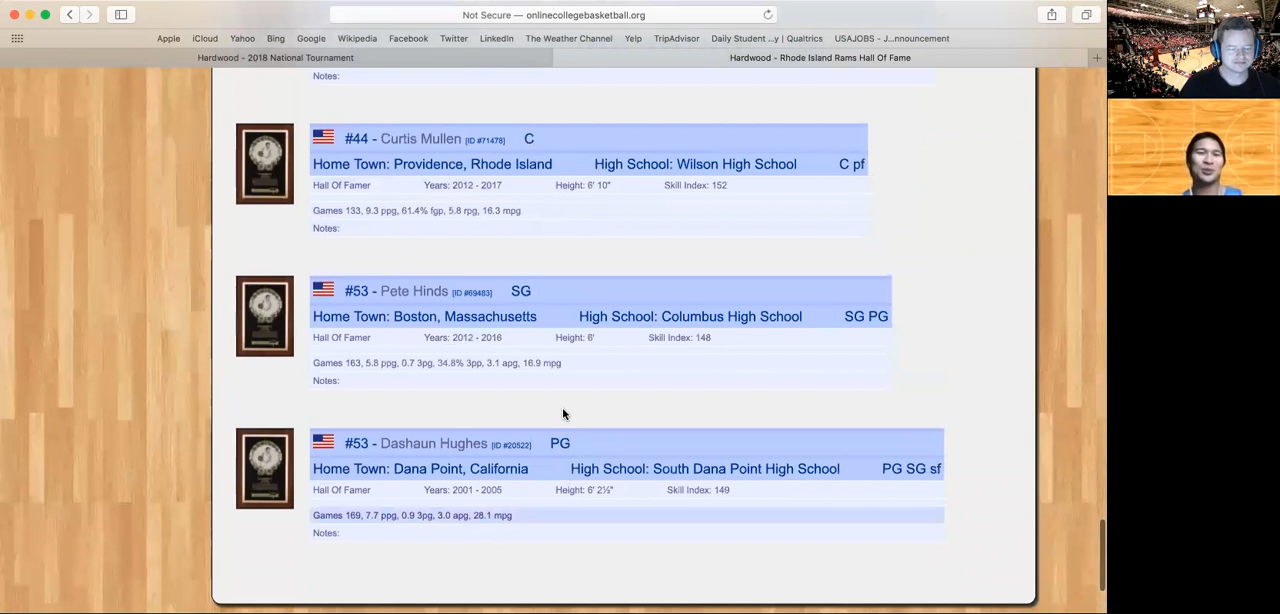 Not Secure — onlinecollegebasketball.org
Apple iCloud Yahoo Bing Google Wikipedia Facebook Twitter LinkedIn The Weather Channel Yelp TripAdvisor Daily Student ...y | Qualtrics USAJOBS - J...nnouncement
Hardwood - 2018 National Tournament Hardwood - Rhode Island Rams Hall Of Fame
Notes:
#44 - Curtis Mullen [ID #71478] C
Home Town: Providence, Rhode Island High School: Wilson High School C pf
Hall Of Famer Years: 2012 - 2017 Height: 6' 10" Skill Index: 152
Games 133, 9.3 ppg, 61.4% fgp, 5.8 rpg, 16.3 mpg
Notes:
#53 - Pete Hinds [ID #69483] SG
Home Town: Boston, Massachusetts High School: Columbus High School SG PG
Hall Of Famer Years: 2012 - 2016 Height: 6' Skill Index: 148
Games 163, 5.8 ppg, 0.7 3pg, 34.8% 3pp, 3.1 apg, 16.9 mpg
Notes:
#53 - Dashaun Hughes [ID #20522] PG
Home Town: Dana Point, California High School: South Dana Point High School PG SG sf
Hall Of Famer Years: 2001 - 2005 Height: 6' 2½" Skill Index: 149
Games 169, 7.7 ppg, 0.9 3pg, 3.0 apg, 28.1 mpg
Notes: